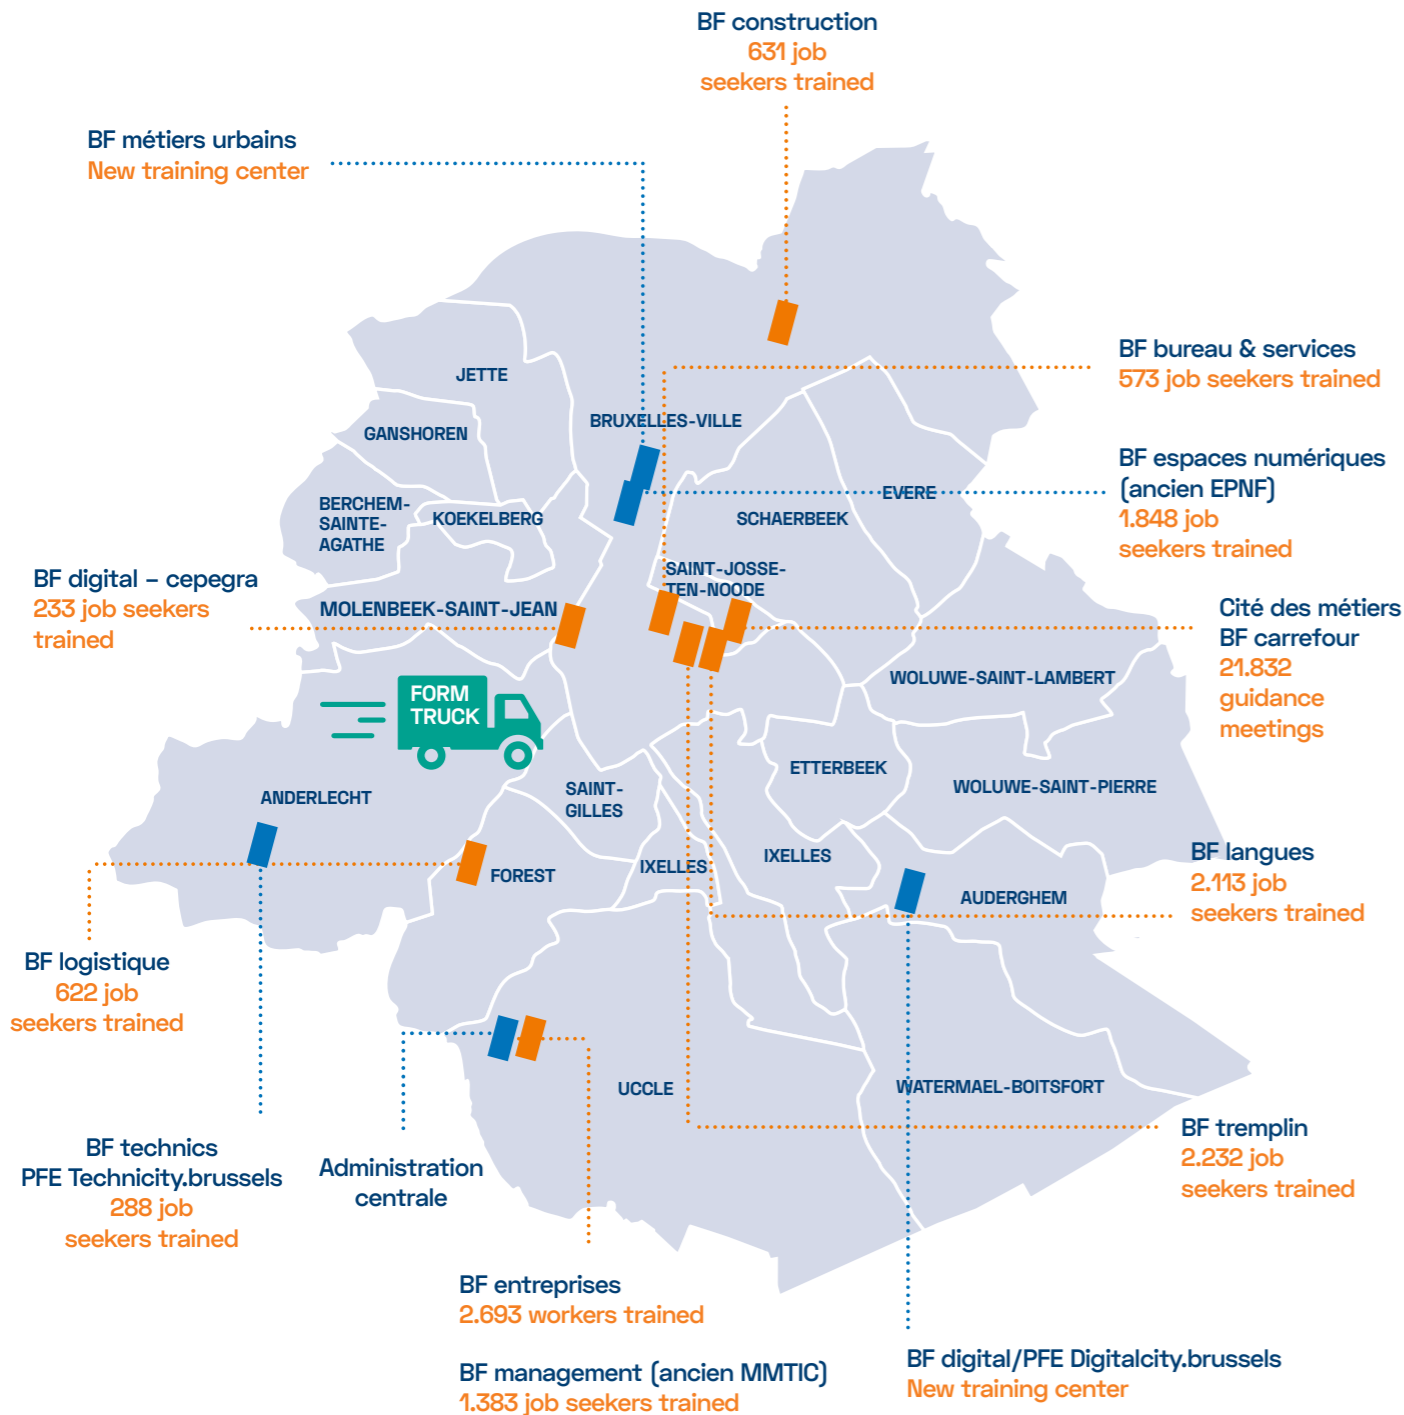 BF construction
631 job
seekers trained
BF métiers urbains
New training center
BF bureau & services
573 job seekers trained
JETTE
BRUXELLES-VILLE
GANSHOREN
BF espaces numériques
(ancien EPNF)
1.848 job
seekers trained
EVERE
BERCHEM-
SAINTE-
AGATHE
KOEKELBERG
SCHAERBEEK
SAINT-JOSSE-
TEN-NOODE
BF digital – cepegra
233 job seekers
trained
MOLENBEEK-SAINT-JEAN
Cité des métiers
BF carrefour
21.832
guidance
meetings
WOLUWE-SAINT-LAMBERT
FORM
TRUCK
ETTERBEEK
WOLUWE-SAINT-PIERRE
ANDERLECHT
SAINT-
GILLES
IXELLES
IXELLES
FOREST
AUDERGHEM
BF langues
2.113 job
seekers trained
BF logistique
622 job
seekers trained
UCCLE
WATERMAEL-BOITSFORT
BF technics
PFE Technicity.brussels
288 job
seekers trained
Administration
centrale
BF tremplin
2.232 job
seekers trained
BF entreprises
2.693 workers trained
BF management (ancien MMTIC)
1.383 job seekers trained
BF digital/PFE Digitalcity.brussels
New training center